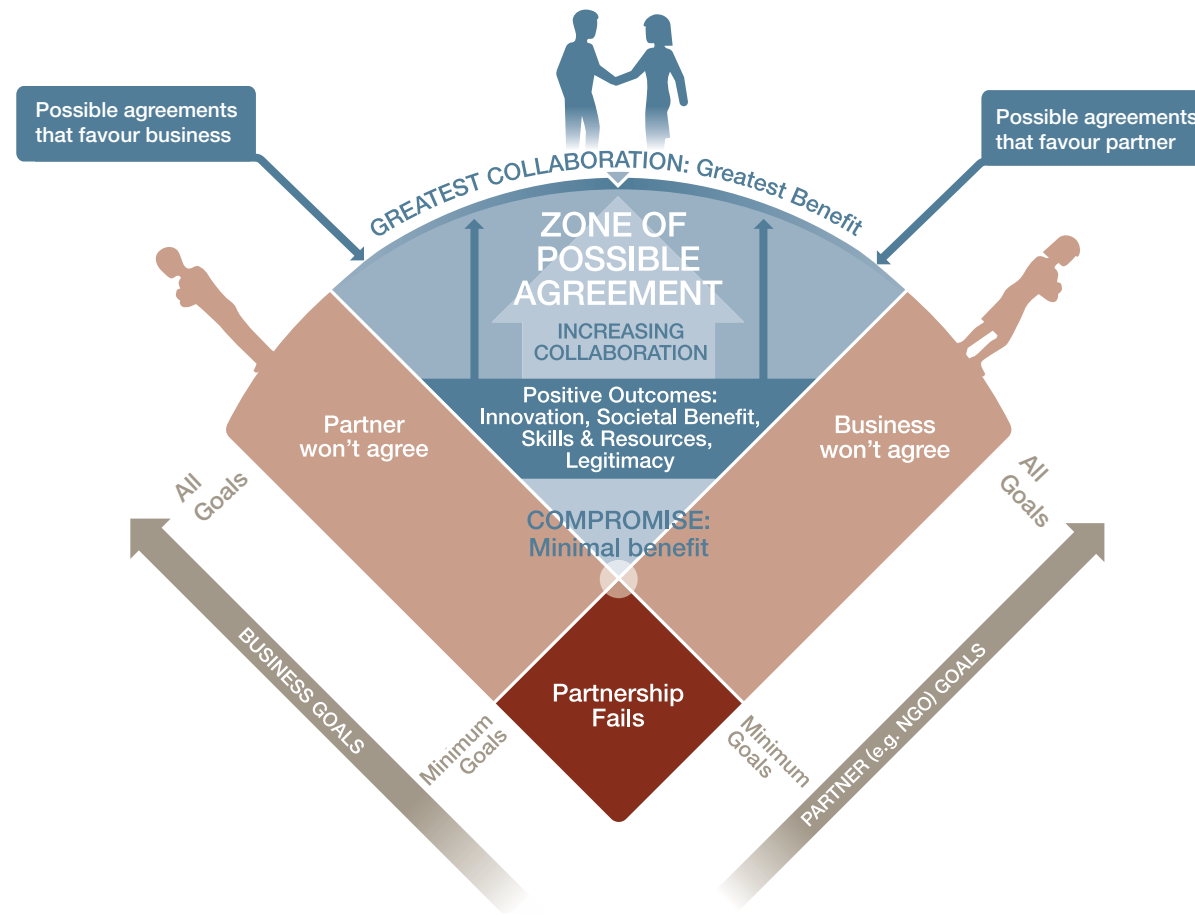 Possible agreements
that favour business
Possible agreements
that favour partner
GREATEST COLLABORATION: Greatest Benefit
ZONE OF
POSSIBLE
AGREEMENT
INCREASING
COLLABORATION
Positive Outcomes:
Innovation, Societal Benefit,
Skills & Resources,
Legitimacy
Partner
won’t agree
Business
won’t agree
All
Goals
All
Goals
COMPROMISE:
Minimal benefit
BUSINESS GOALS
PARTNER (e.g. NGO) GOALS
Partnership
Fails
Minimum
Goals
Minimum
Goals